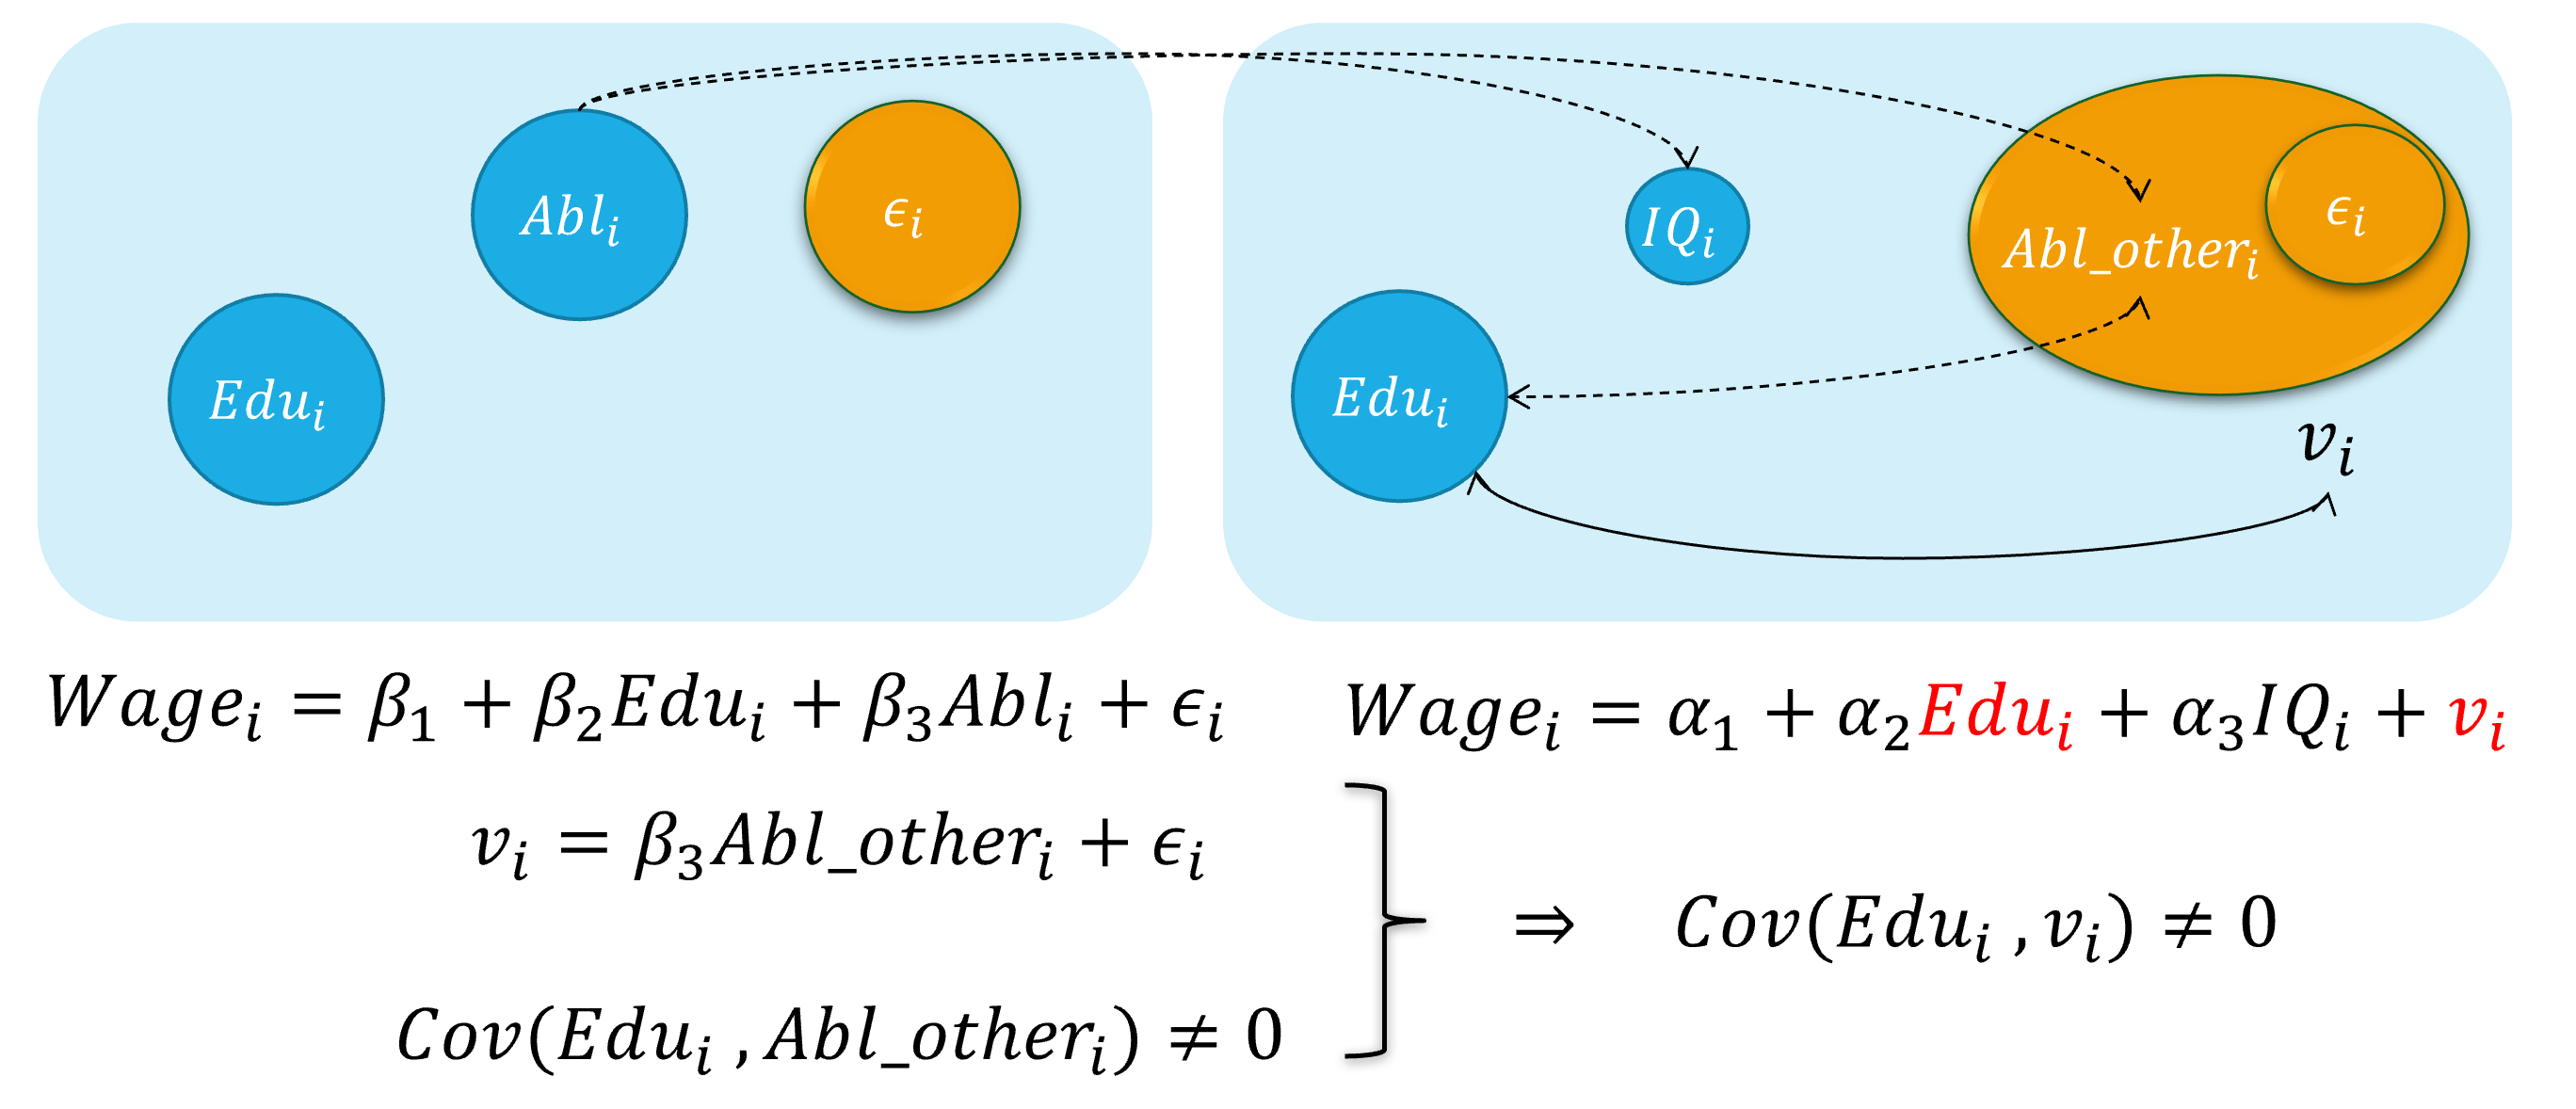 Abl_i
ϵ_i
Edu_i
IQ_i
Abl_other_i
ϵ_i
Edu_i
v_i
Wage_i = β_1 + β_2Edu_i + β_3Abl_i + ϵ_i
Wage_i = α_1 + α_2Edu_i + α_3IQ_i + v_i
v_i = β_3Abl_other_i + ϵ_i
⇒ Cov(Edu_i , v_i) ≠ 0
Cov(Edu_i , Abl_other_i) ≠ 0